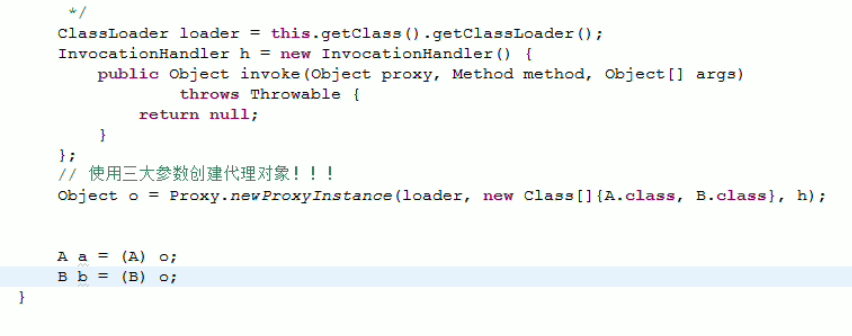 */
ClassLoader loader = this.getClass().getClassLoader();
InvocationHandler h = new InvocationHandler() {
public Object invoke(Object proxy, Method method, Object[] args)
throws Throwable {
return null;
}
};
// 使用三大参数创建代理对象！！！
Object o = Proxy.newProxyInstance(loader, new Class[]{A.class, B.class}, h);
A a = (A) o;
B b = (B) o;
}